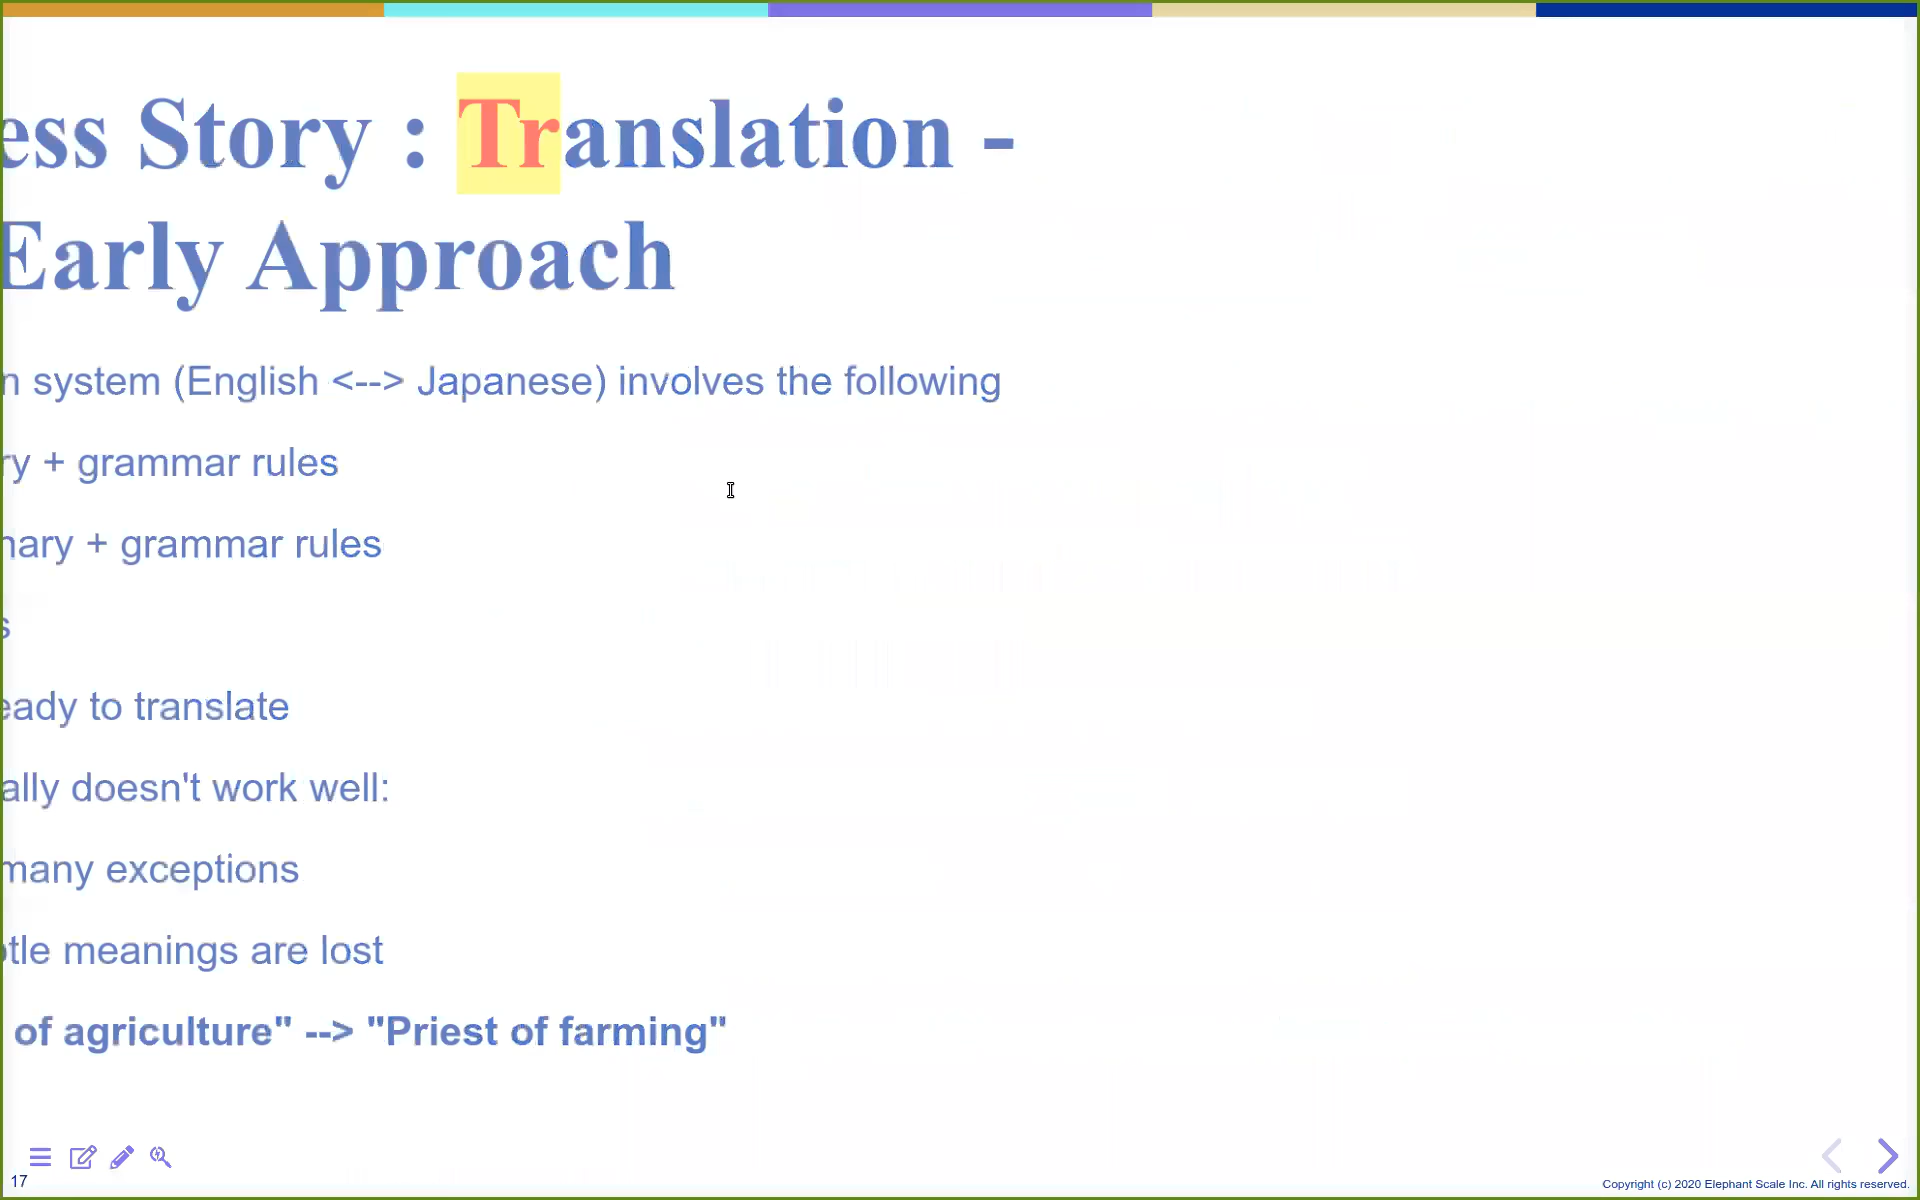 ess Story : Translation -
Early Approach
n system (English <--> Japanese) involves the following
ry + grammar rules
nary + grammar rules
s
eady to translate
ally doesn't work well:
many exceptions
tle meanings are lost
of agriculture" --> "Priest of farming"
17
Copyright (c) 2020 Elephant Scale Inc. All rights reserved.